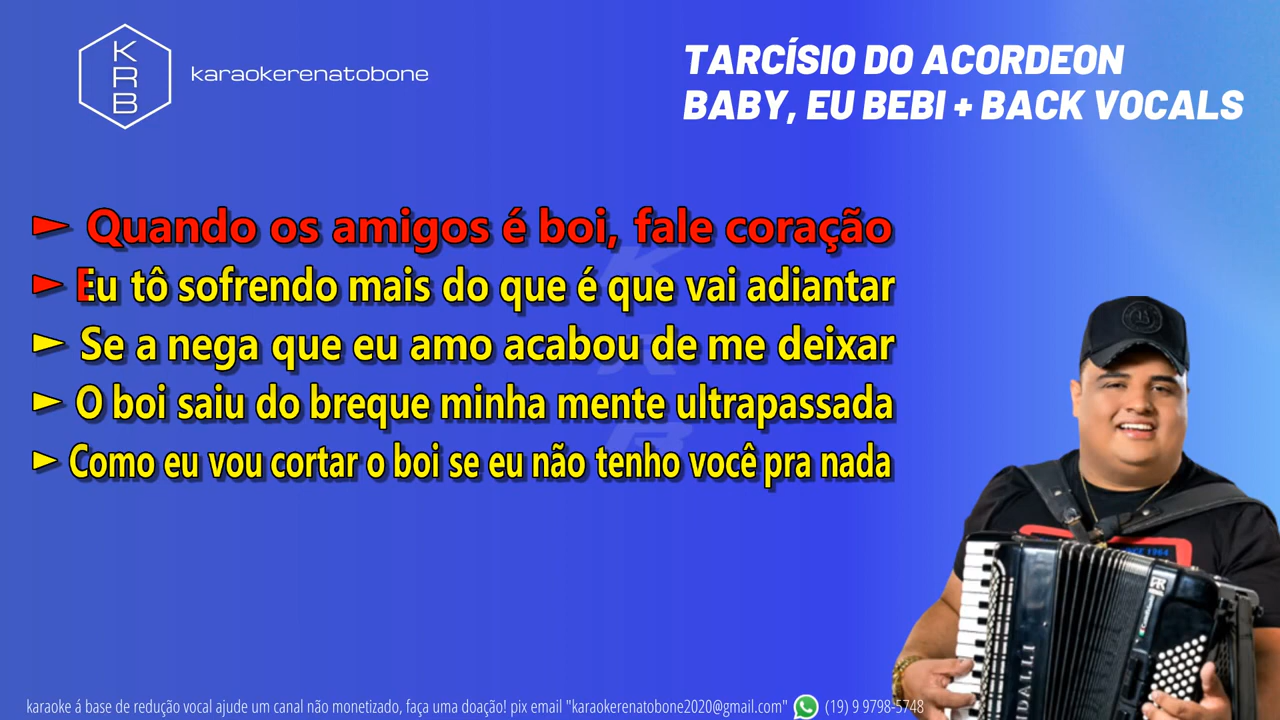 KRB
karaokerenatobone
TARCÍSIO DO ACORDEON
BABY, EU BEBI + BACK VOCALS
► Quando os amigos é boi, fale coração
► Eu tô sofrendo mais do que é que vai adiantar
► Se a nega que eu amo acabou de me deixar
► O boi saiu do breque minha mente ultrapassada
► Como eu vou cortar o boi se eu não tenho você pra nada
KRB
SINCE 1964
karaoke á base de redução vocal ajude um canal não monetizado, faça uma doação! pix email "karaokerenatobone2020@gmail.com" (19) 9 9798-5748